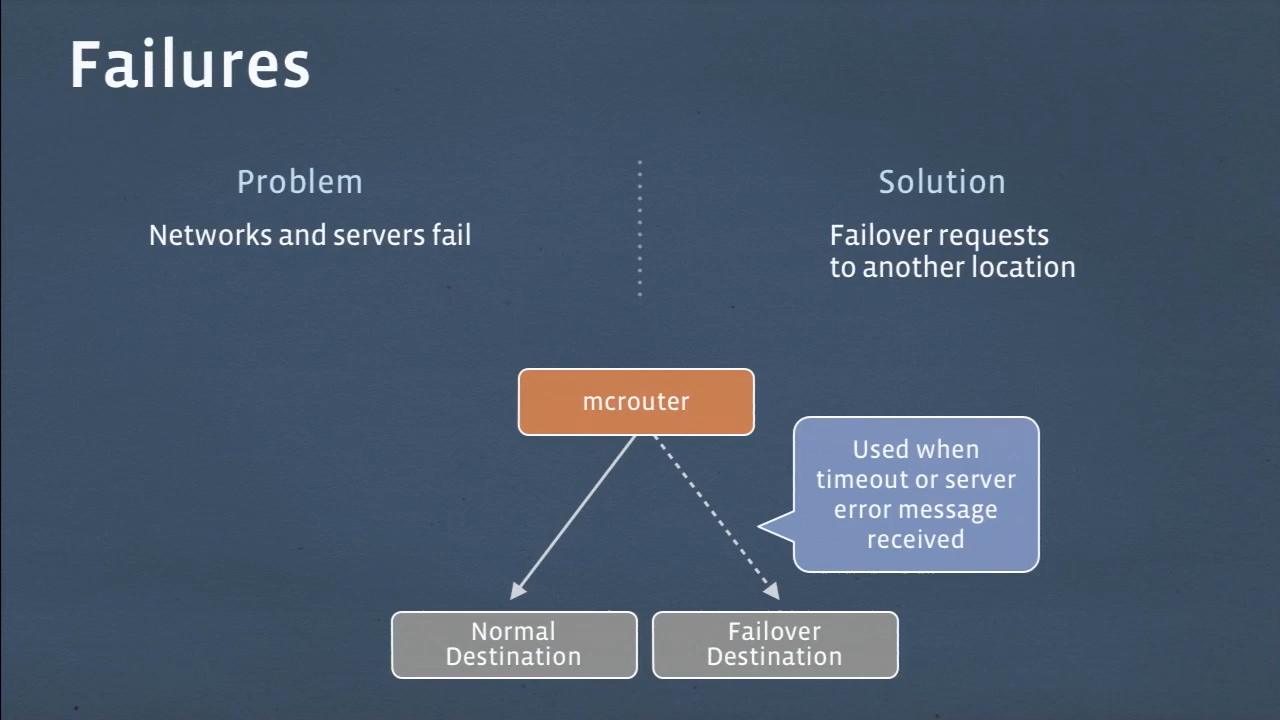 Failures
Problem
Networks and servers fail
Solution
Failover requests
to another location
mcrouter
Used when
timeout or server
error message
received
Normal
Destination
Failover
Destination